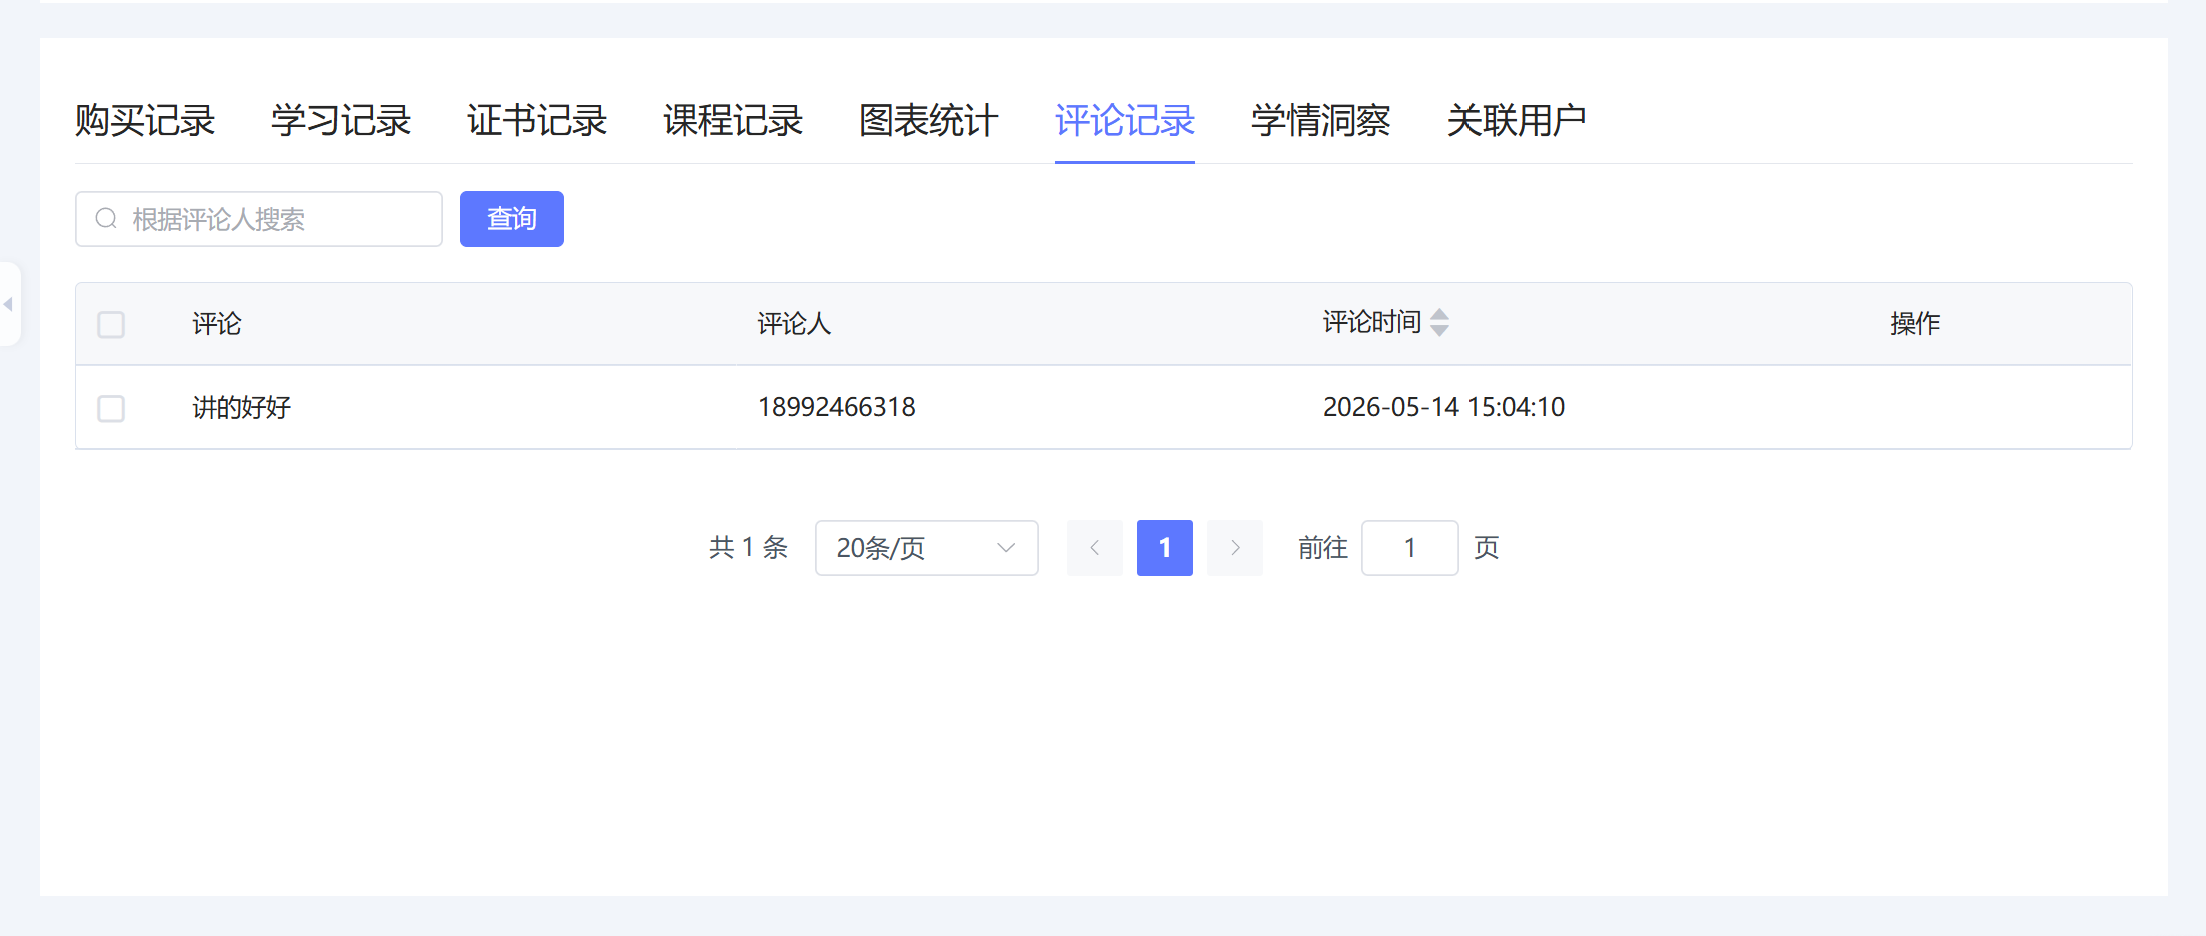 购买记录 学习记录 证书记录 课程记录 图表统计 评论记录 学情洞察 关联用户
根据评论人搜索 查询
评论 评论人 评论时间 操作
讲的好好 18992466318 2026-05-14 15:04:10
共 1 条 20条/页 1 前往 1 页